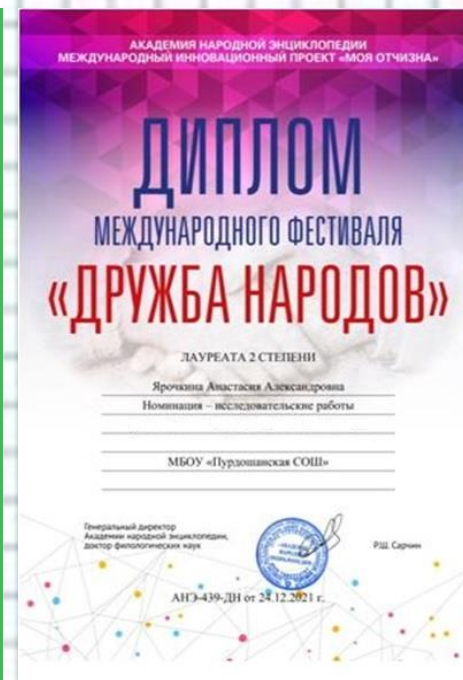 АКАДЕМИЯ НАРОДНОЙ ЭНЦИКЛОПЕДИИ
МЕЖДУНАРОДНЫЙ ИННОВАЦИОННЫЙ ПРОЕКТ «МОЯ ОТЧИЗНА»
ДИПЛОМ
МЕЖДУНАРОДНОГО ФЕСТИВАЛЯ
«ДРУЖБА НАРОДОВ»
ЛАУРЕАТА 2 СТЕПЕНИ
Ярочкина Анастасия Александровна
Номинация – исследовательские работы
МБОУ «Пурдошанская СОШ»
Генеральный директор
Академии народной энциклопедии,
доктор филологических наук
Р.Ш. Сарчин
АНЭ-439-ДН от 24.12.2021 г.